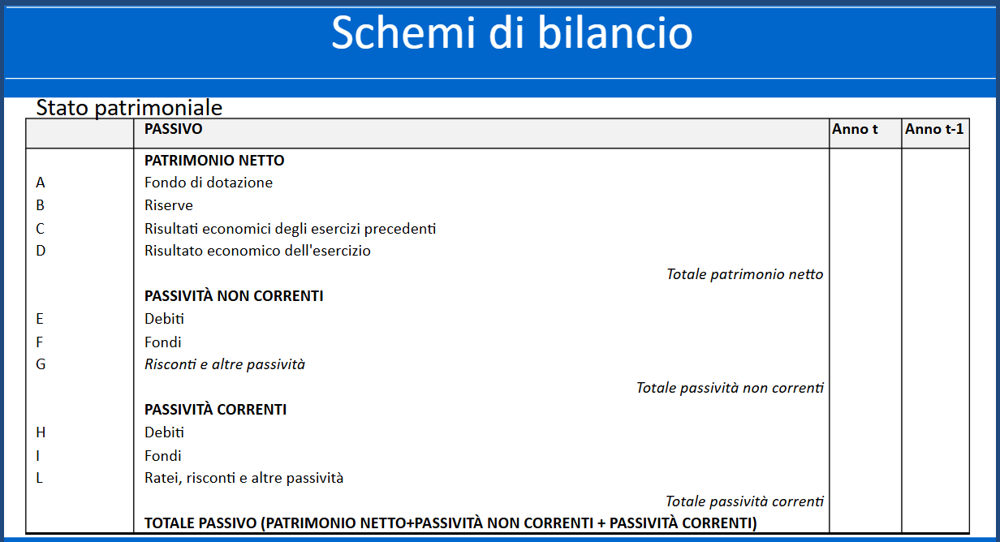 Schemi di bilancio
Stato patrimoniale
PASSIVO Anno t Anno t-1
PATRIMONIO NETTO
A Fondo di dotazione
B Riserve
C Risultati economici degli esercizi precedenti
D Risultato economico dell'esercizio
Totale patrimonio netto
PASSIVITÀ NON CORRENTI
E Debiti
F Fondi
G Risconti e altre passività
Totale passività non correnti
PASSIVITÀ CORRENTI
H Debiti
I Fondi
L Ratei, risconti e altre passività
Totale passività correnti
TOTALE PASSIVO (PATRIMONIO NETTO+PASSIVITÀ NON CORRENTI + PASSIVITÀ CORRENTI)